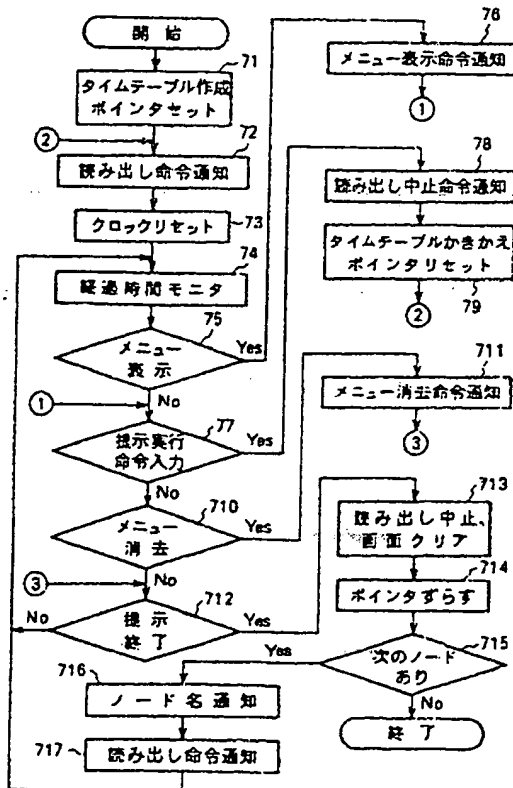 開始
71
タイムテーブル作成
ポインタセット
②
72
読み出し命令通知
クロックリセット
73
74
経過時間モニタ
75
メニュー
表示
Yes
No
①
77
提示実行
命令入力
Yes
No
710
メニュー
消去
Yes
No
③
712
提示
終了
No
Yes
716
ノード名通知
717
読み出し命令通知
76
メニュー表示命令通知
①
78
読み出し中止命令通知
タイムテーブルかきかえ
ポインタリセット
79
②
711
メニュー消去命令通知
③
713
読み出し中止、
画面クリア
714
ポインタずらす
715
次のノード
あり
Yes
No
終了